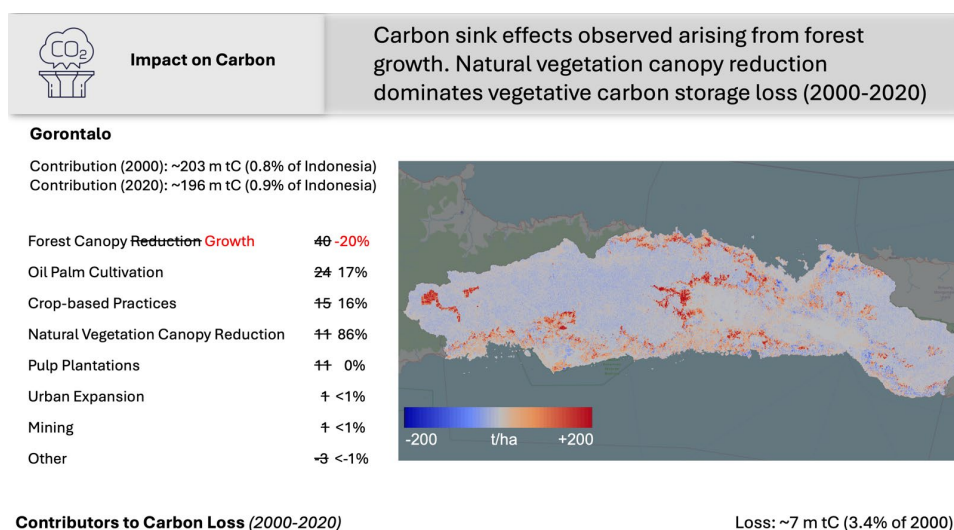 CO2
Impact on Carbon
Carbon sink effects observed arising from forest
growth. Natural vegetation canopy reduction
dominates vegetative carbon storage loss (2000-2020)
Gorontalo
Contribution (2000): ~203 m tC (0.8% of Indonesia)
Contribution (2020): ~196 m tC (0.9% of Indonesia)
Forest Canopy Reduction Growth 40 -20%
Oil Palm Cultivation 24 17%
Crop-based Practices 15 16%
Natural Vegetation Canopy Reduction 11 86%
Pulp Plantations 11 0%
Urban Expansion 1 <1%
Mining 1 <1%
Other -3 <-1%
-200 t/ha +200
Contributors to Carbon Loss (2000-2020) Loss: ~7 m tC (3.4% of 2000)